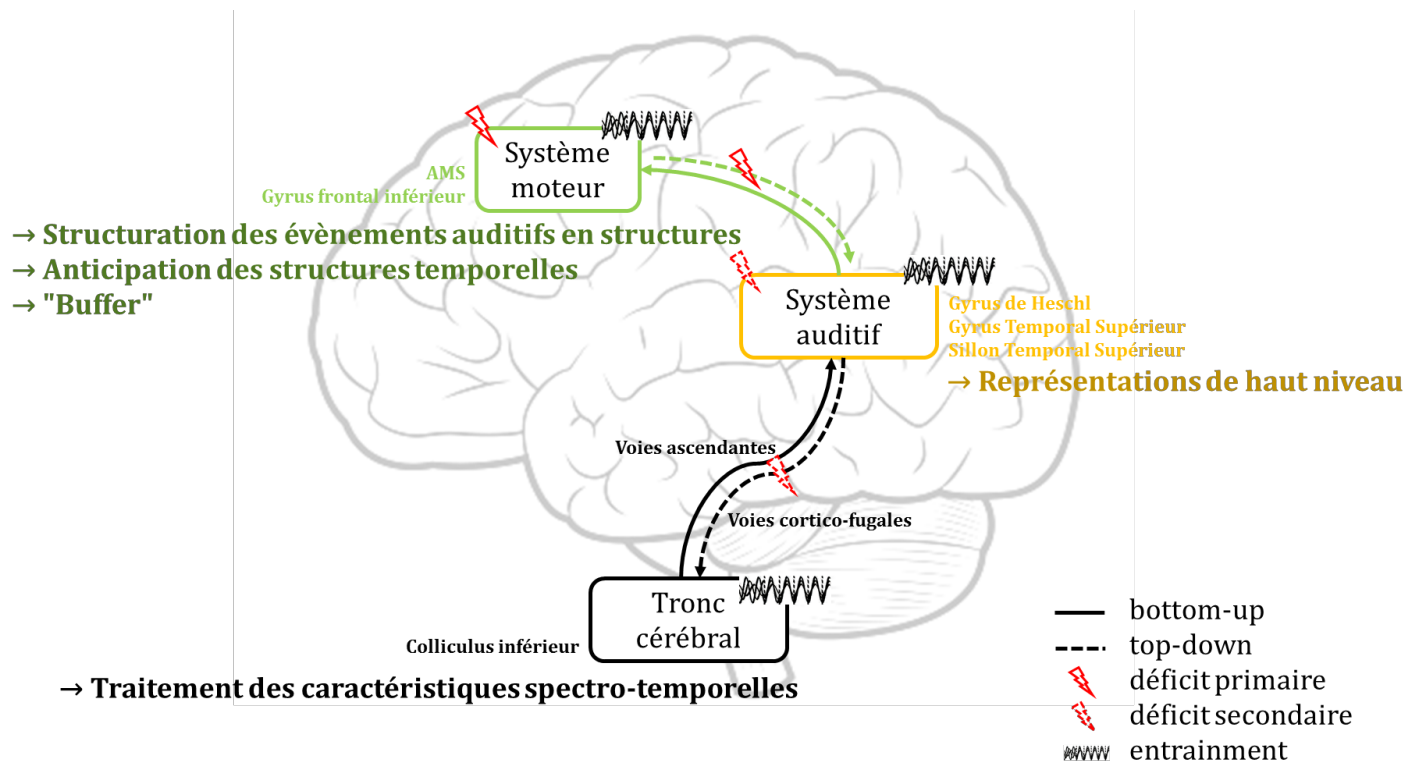 Système
moteur
AMS
Gyrus frontal inférieur
→ Structuration des évènements auditifs en structures
→ Anticipation des structures temporelles
→ "Buffer"
Système
auditif
Gyrus de Heschl
Gyrus Temporal Supérieur
Sillon Temporal Supérieur
→ Représentations de haut niveau
Voies ascendantes
Voies cortico-fugales
Tronc
cérébral
Colliculus inférieur
→ Traitement des caractéristiques spectro-temporelles
bottom-up
top-down
déficit primaire
déficit secondaire
entrainment